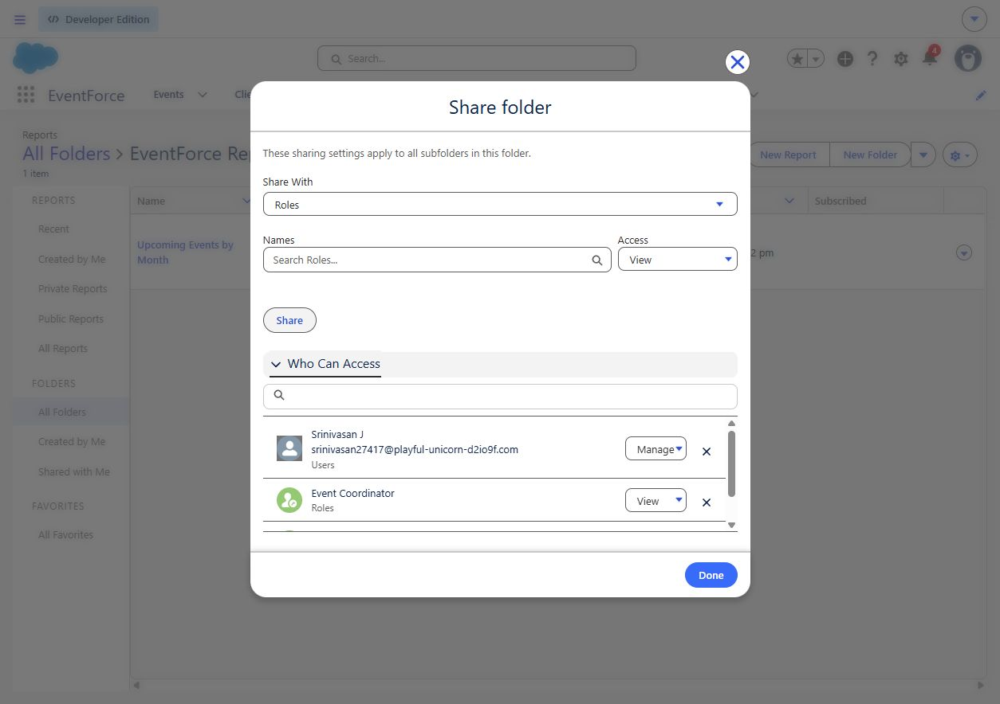 Developer Edition
Search...
4
EventForce
Events
Share folder
Reports
All Folders > EventForce Rep
1 item
New Report
New Folder
These sharing settings apply to all subfolders in this folder.
Share With
Roles
Names
Access
Search Roles...
View
Share
Who Can Access
Srinivasan J
srinivasan27417@playful-unicorn-d2io9f.com
Users
Manage
Event Coordinator
Roles
View
Done
REPORTS
Recent
Created by Me
Private Reports
Public Reports
All Reports
FOLDERS
All Folders
Created by Me
Shared with Me
FAVORITES
All Favorites
Name
Subscribed
Upcoming Events by
Month
2 pm